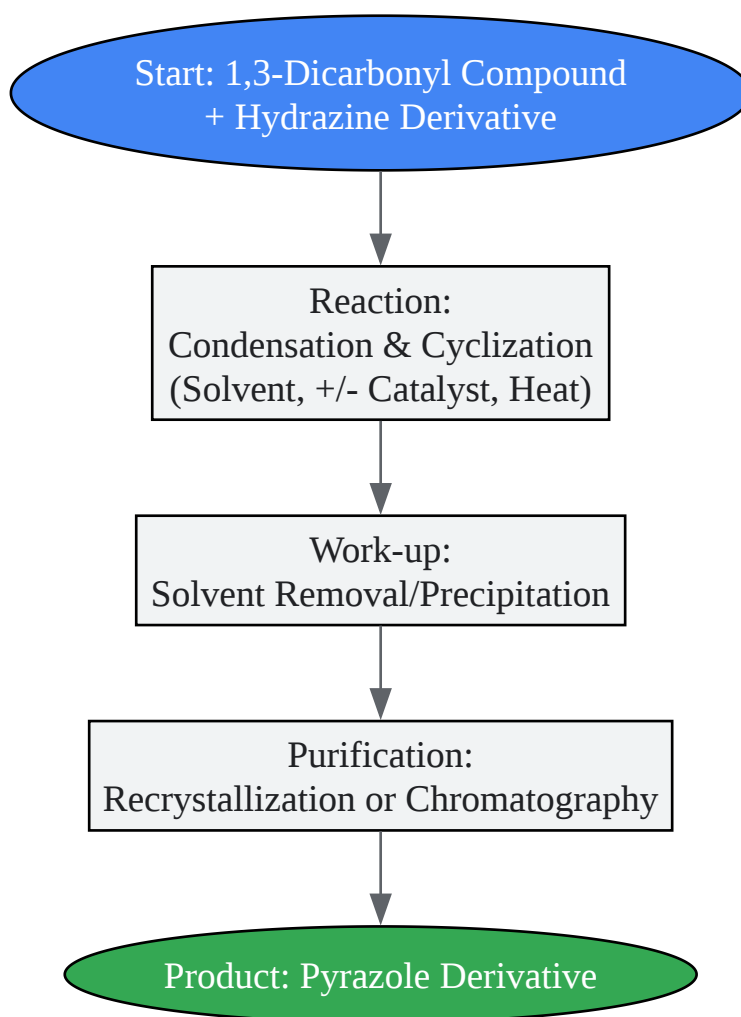 Start: 1,3-Dicarbonyl Compound
+ Hydrazine Derivative
Reaction:
Condensation & Cyclization
(Solvent, +/- Catalyst, Heat)
Work-up:
Solvent Removal/Precipitation
Purification:
Recrystallization or Chromatography
Product: Pyrazole Derivative